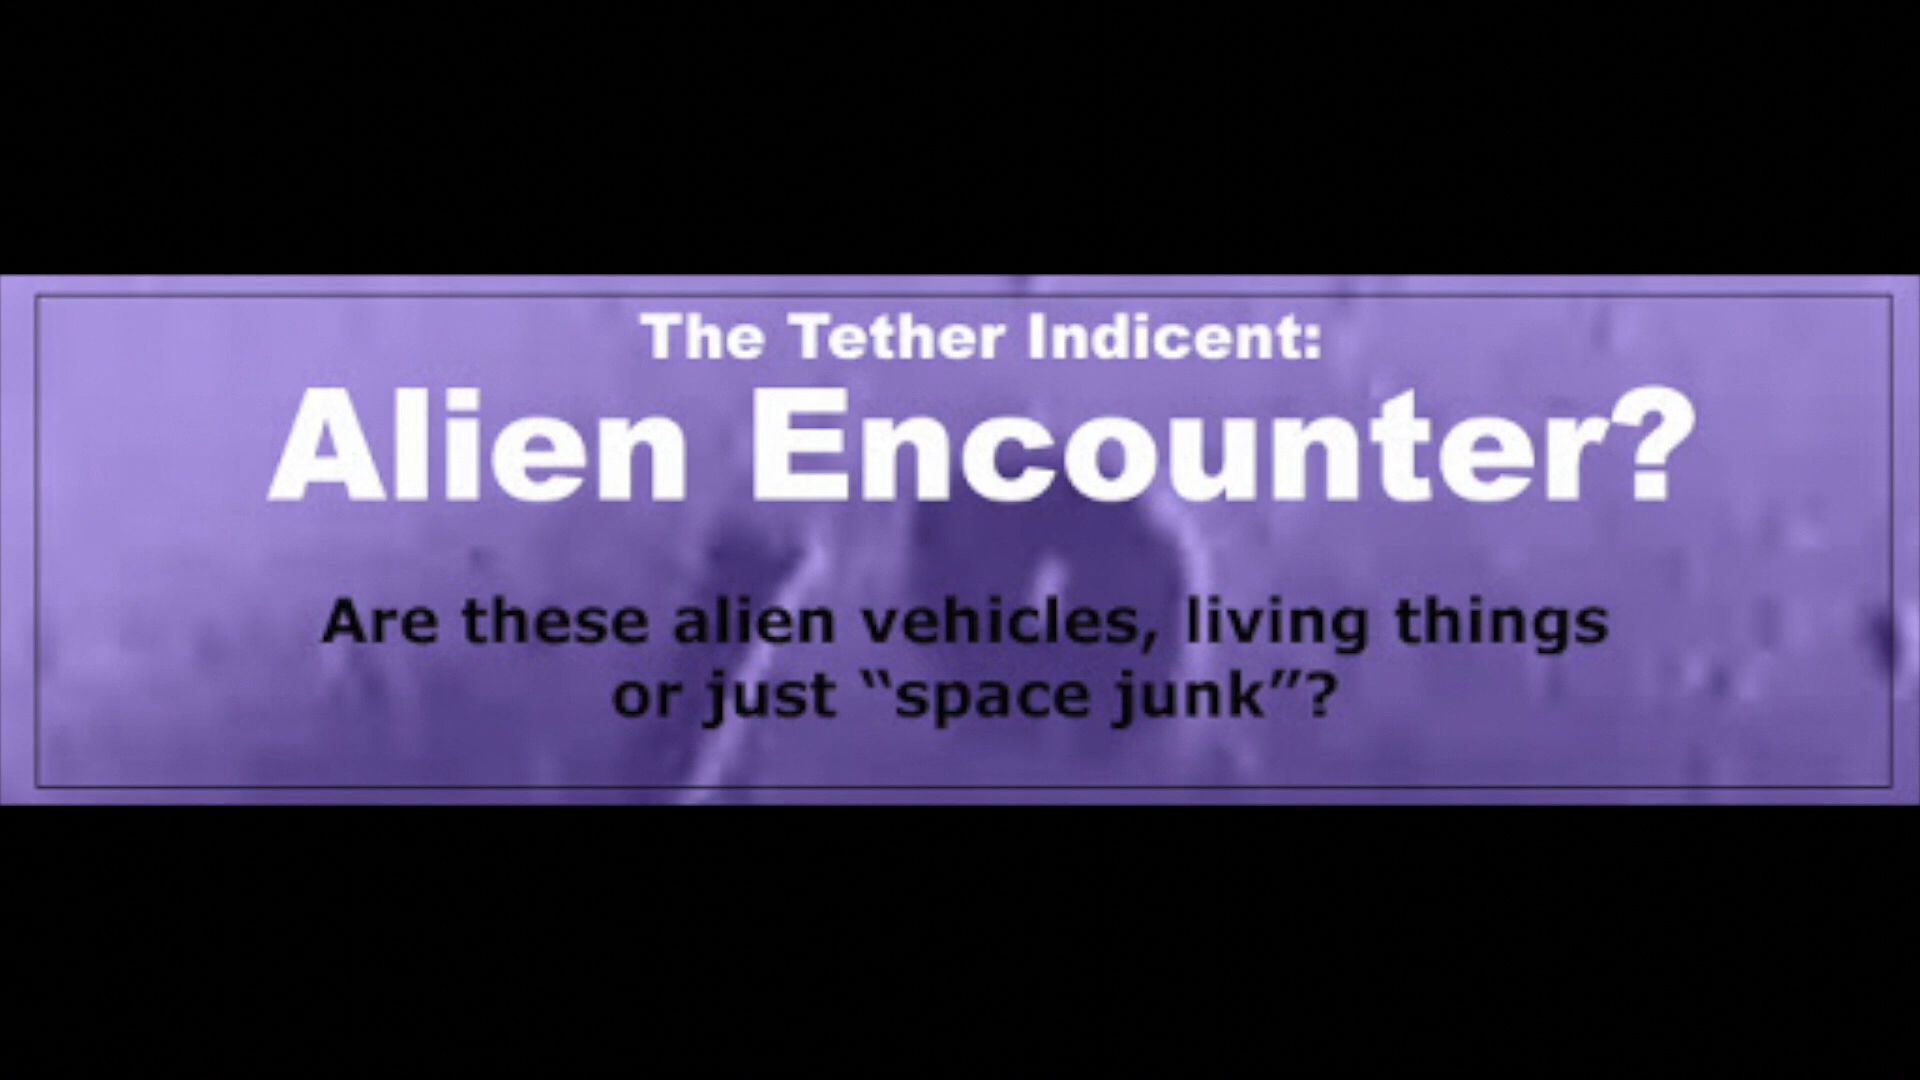 The Tether Indicent:
Alien Encounter?
Are these alien vehicles, living things
or just “space junk”?